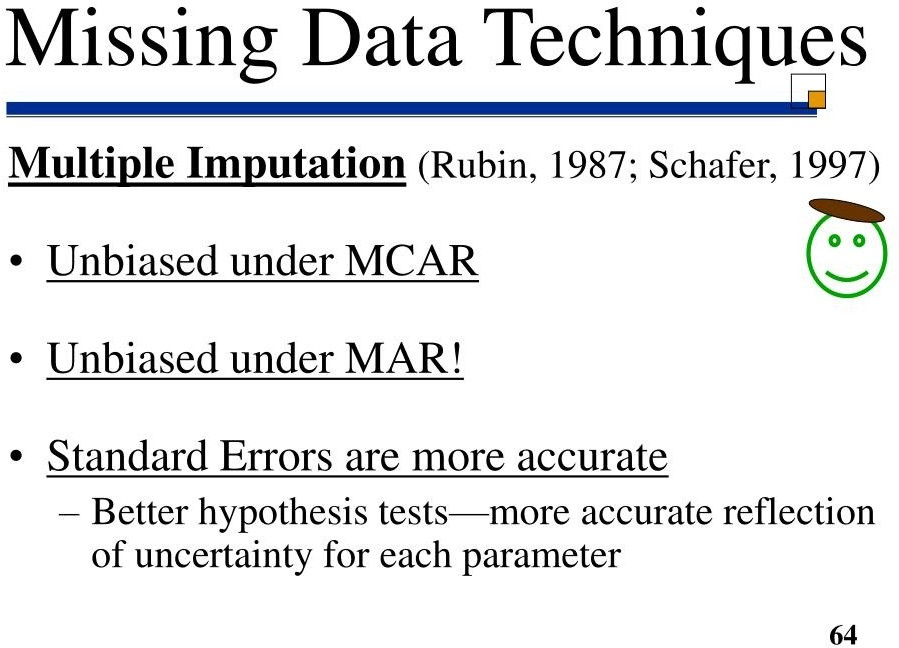 Missing Data Techniques
Multiple Imputation (Rubin, 1987; Schafer, 1997)
• Unbiased under MCAR
• Unbiased under MAR!
• Standard Errors are more accurate
– Better hypothesis tests—more accurate reflection
of uncertainty for each parameter
64